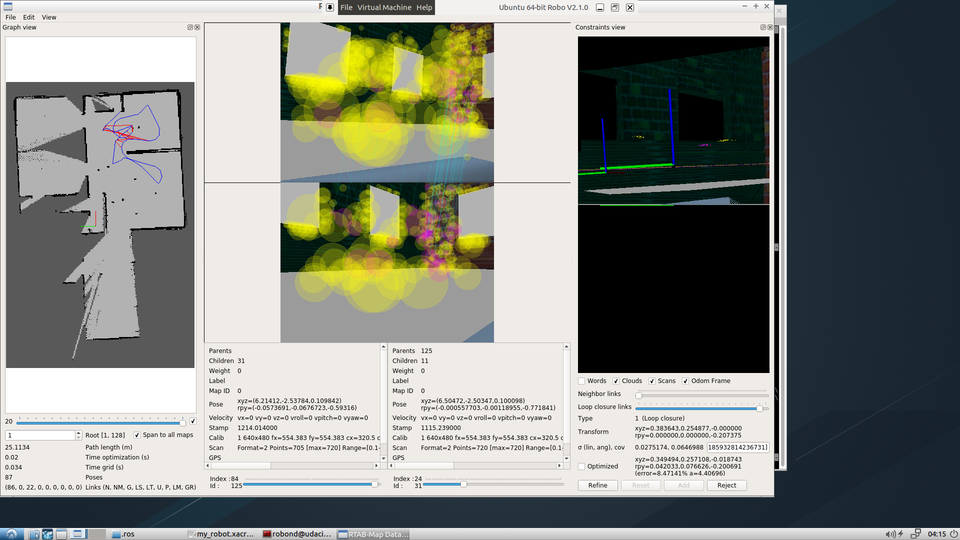 File Virtual Machine Help
Ubuntu 64-bit Robo V2.1.0
File Edit View
Graph view
Constraints view
20
1
Root [1, 128]
Span to all maps
25.1134
Path length (m)
0.02
Time optimization (s)
0.034
Time grid (s)
87
Poses
(86, 0, 22, 0, 0, 0, 0, 0, 0) Links (N, NM, G, LS, LT, U, P, LM, GR)
Parents
Children 31
Weight 0
Label
Map ID 0
Pose xyz=(6.21412,-2.53784,0.109842)
rpy=(-0.0573691,-0.0676723,-0.59316)
Velocity vx=0 vy=0 vz=0 vroll=0 vpitch=0 vyaw=0
Stamp 1214.014000
Calib 1 640x480 fx=554.383 fy=554.383 cx=320.5 c
Scan Format=2 Points=705 [max=720] Range=[0.1
GPS
Index :84
Id : 125
Parents 125
Children 11
Weight 0
Label
Map ID 0
Pose xyz=(6.50472,-2.50347,0.100098)
rpy=(-0.000557703,-0.00118955,-0.771841)
Velocity vx=0 vy=0 vz=0 vroll=0 vpitch=0 vyaw=0
Stamp 1115.239000
Calib 1 640x480 fx=554.383 fy=554.383 cx=320.5 c
Scan Format=2 Points=712 [max=720] Range=[0.1
GPS
Index :24
Id : 31
Words Clouds Scans Odom Frame
Neighbor links
Loop closure links
Type 1 (Loop closure)
Transform xyz=0.383643,0.254877,-0.000000
rpy=0.000000,0.000000,-0.207375
σ (lin, ang), cov 0.0275174, 0.0646988 185932814236731]
Optimized
xyz=0.349494,0.257108,-0.018743
rpy=0.042033,0.076626,-0.200691
(error=8.47141% a=4.40696)
Refine Reset Add Reject
.ros
my_robot.xacr...
robond@udaci...
RTAB-Map Data...
04:15